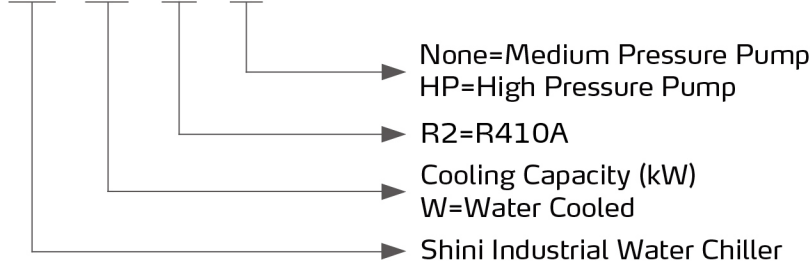 None=Medium Pressure Pump
HP=High Pressure Pump
R2=R410A
Cooling Capacity (kW)
W=Water Cooled
Shini Industrial Water Chiller